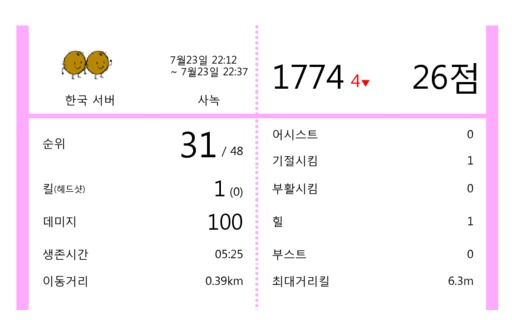 7월23일 22:12
~ 7월23일 22:37
한국 서버
사녹
1774 4▼
26점
순위 31 / 48
킬(헤드샷) 1 (0)
데미지 100
생존시간 05:25
이동거리 0.39km
어시스트 0
기절시킴 1
부활시킴 0
힐 1
부스트 0
최대거리킬 6.3m